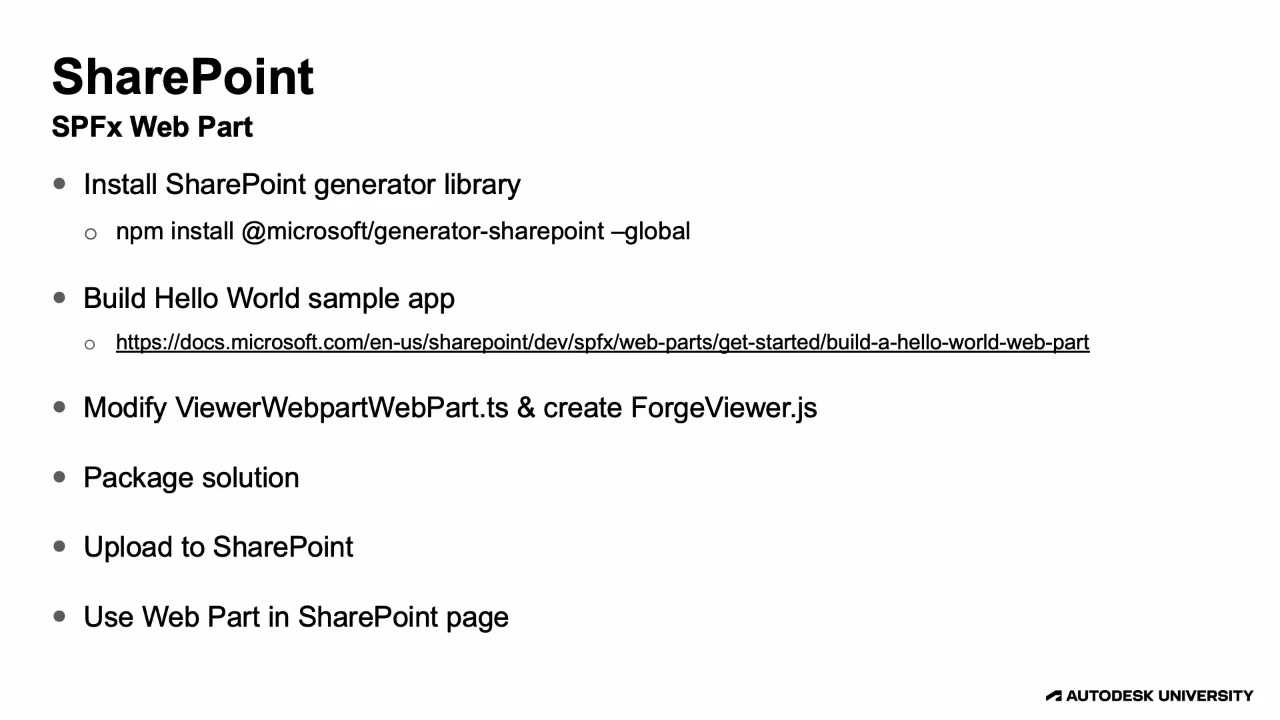 SharePoint
SPFx Web Part
• Install SharePoint generator library
○ npm install @microsoft/generator-sharepoint –global
• Build Hello World sample app
○ https://docs.microsoft.com/en-us/sharepoint/dev/spfx/web-parts/get-started/build-a-hello-world-web-part
• Modify ViewerWebpartWebPart.ts & create ForgeViewer.js
• Package solution
• Upload to SharePoint
• Use Web Part in SharePoint page
AUTODESK UNIVERSITY